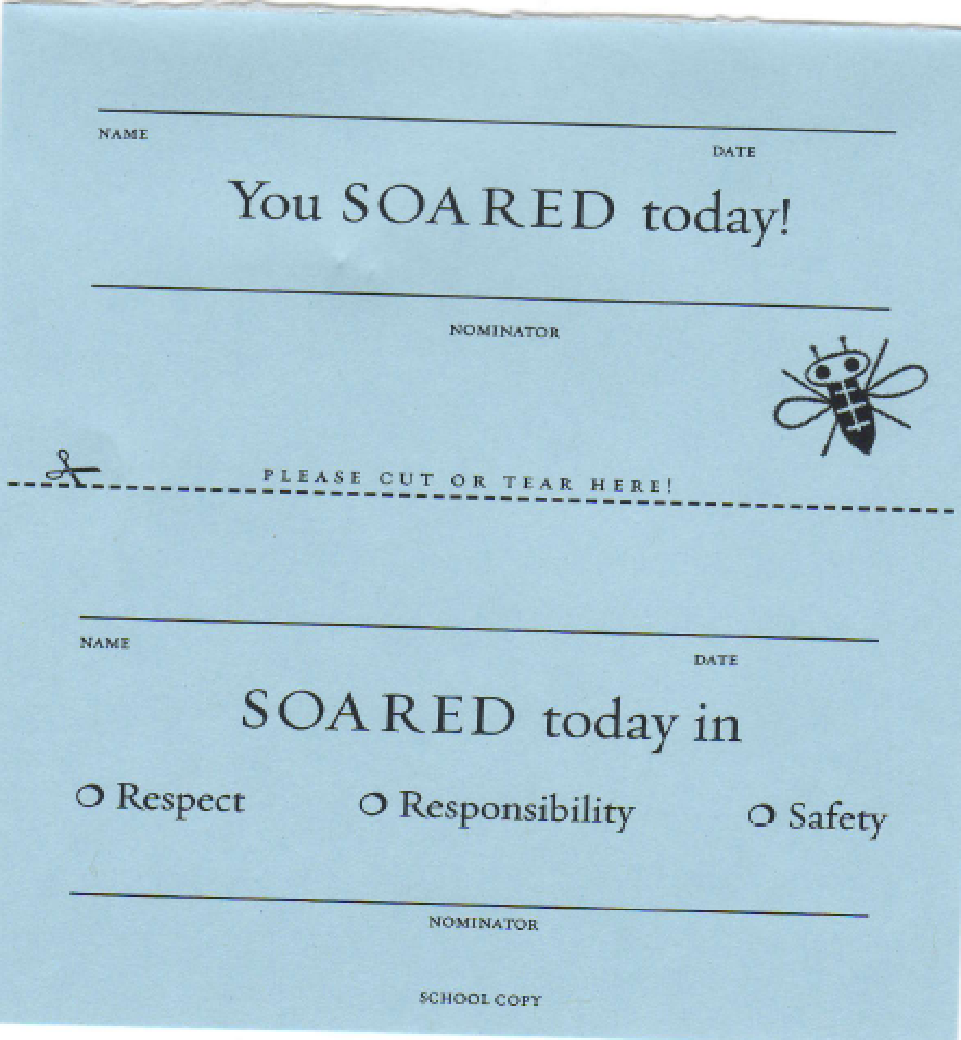 NAME DATE
You SOARED today!
NOMINATOR
PLEASE CUT OR TEAR HERE!
NAME DATE
SOARED today in
Respect Responsibility Safety
NOMINATOR
SCHOOL COPY